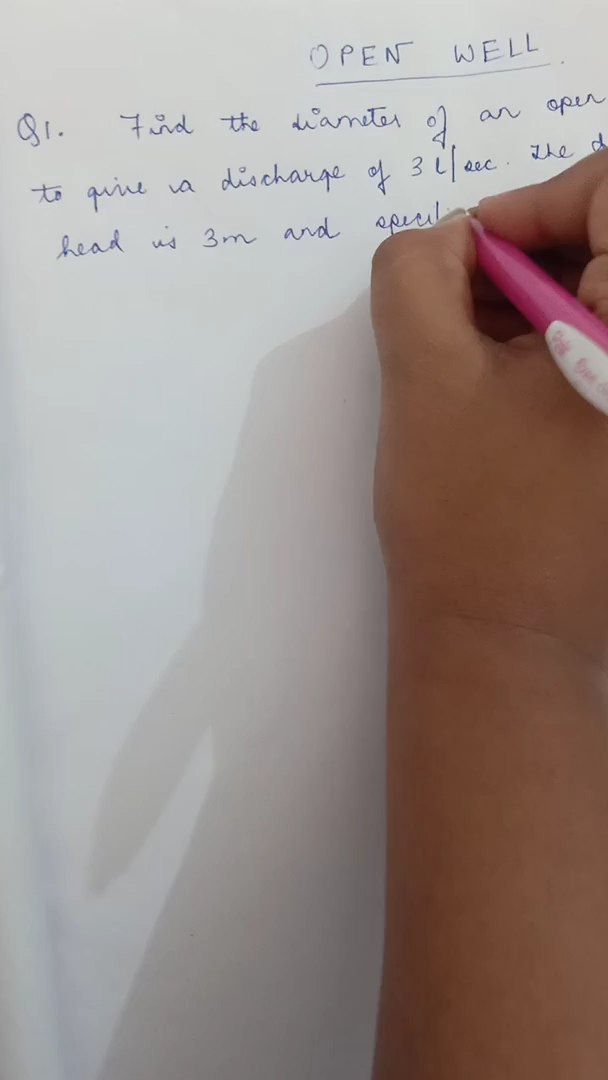 OPEN WELL
Q1. Find the diameter of an open
to give a discharge of 3 l/sec. The d
head is 3m and speci